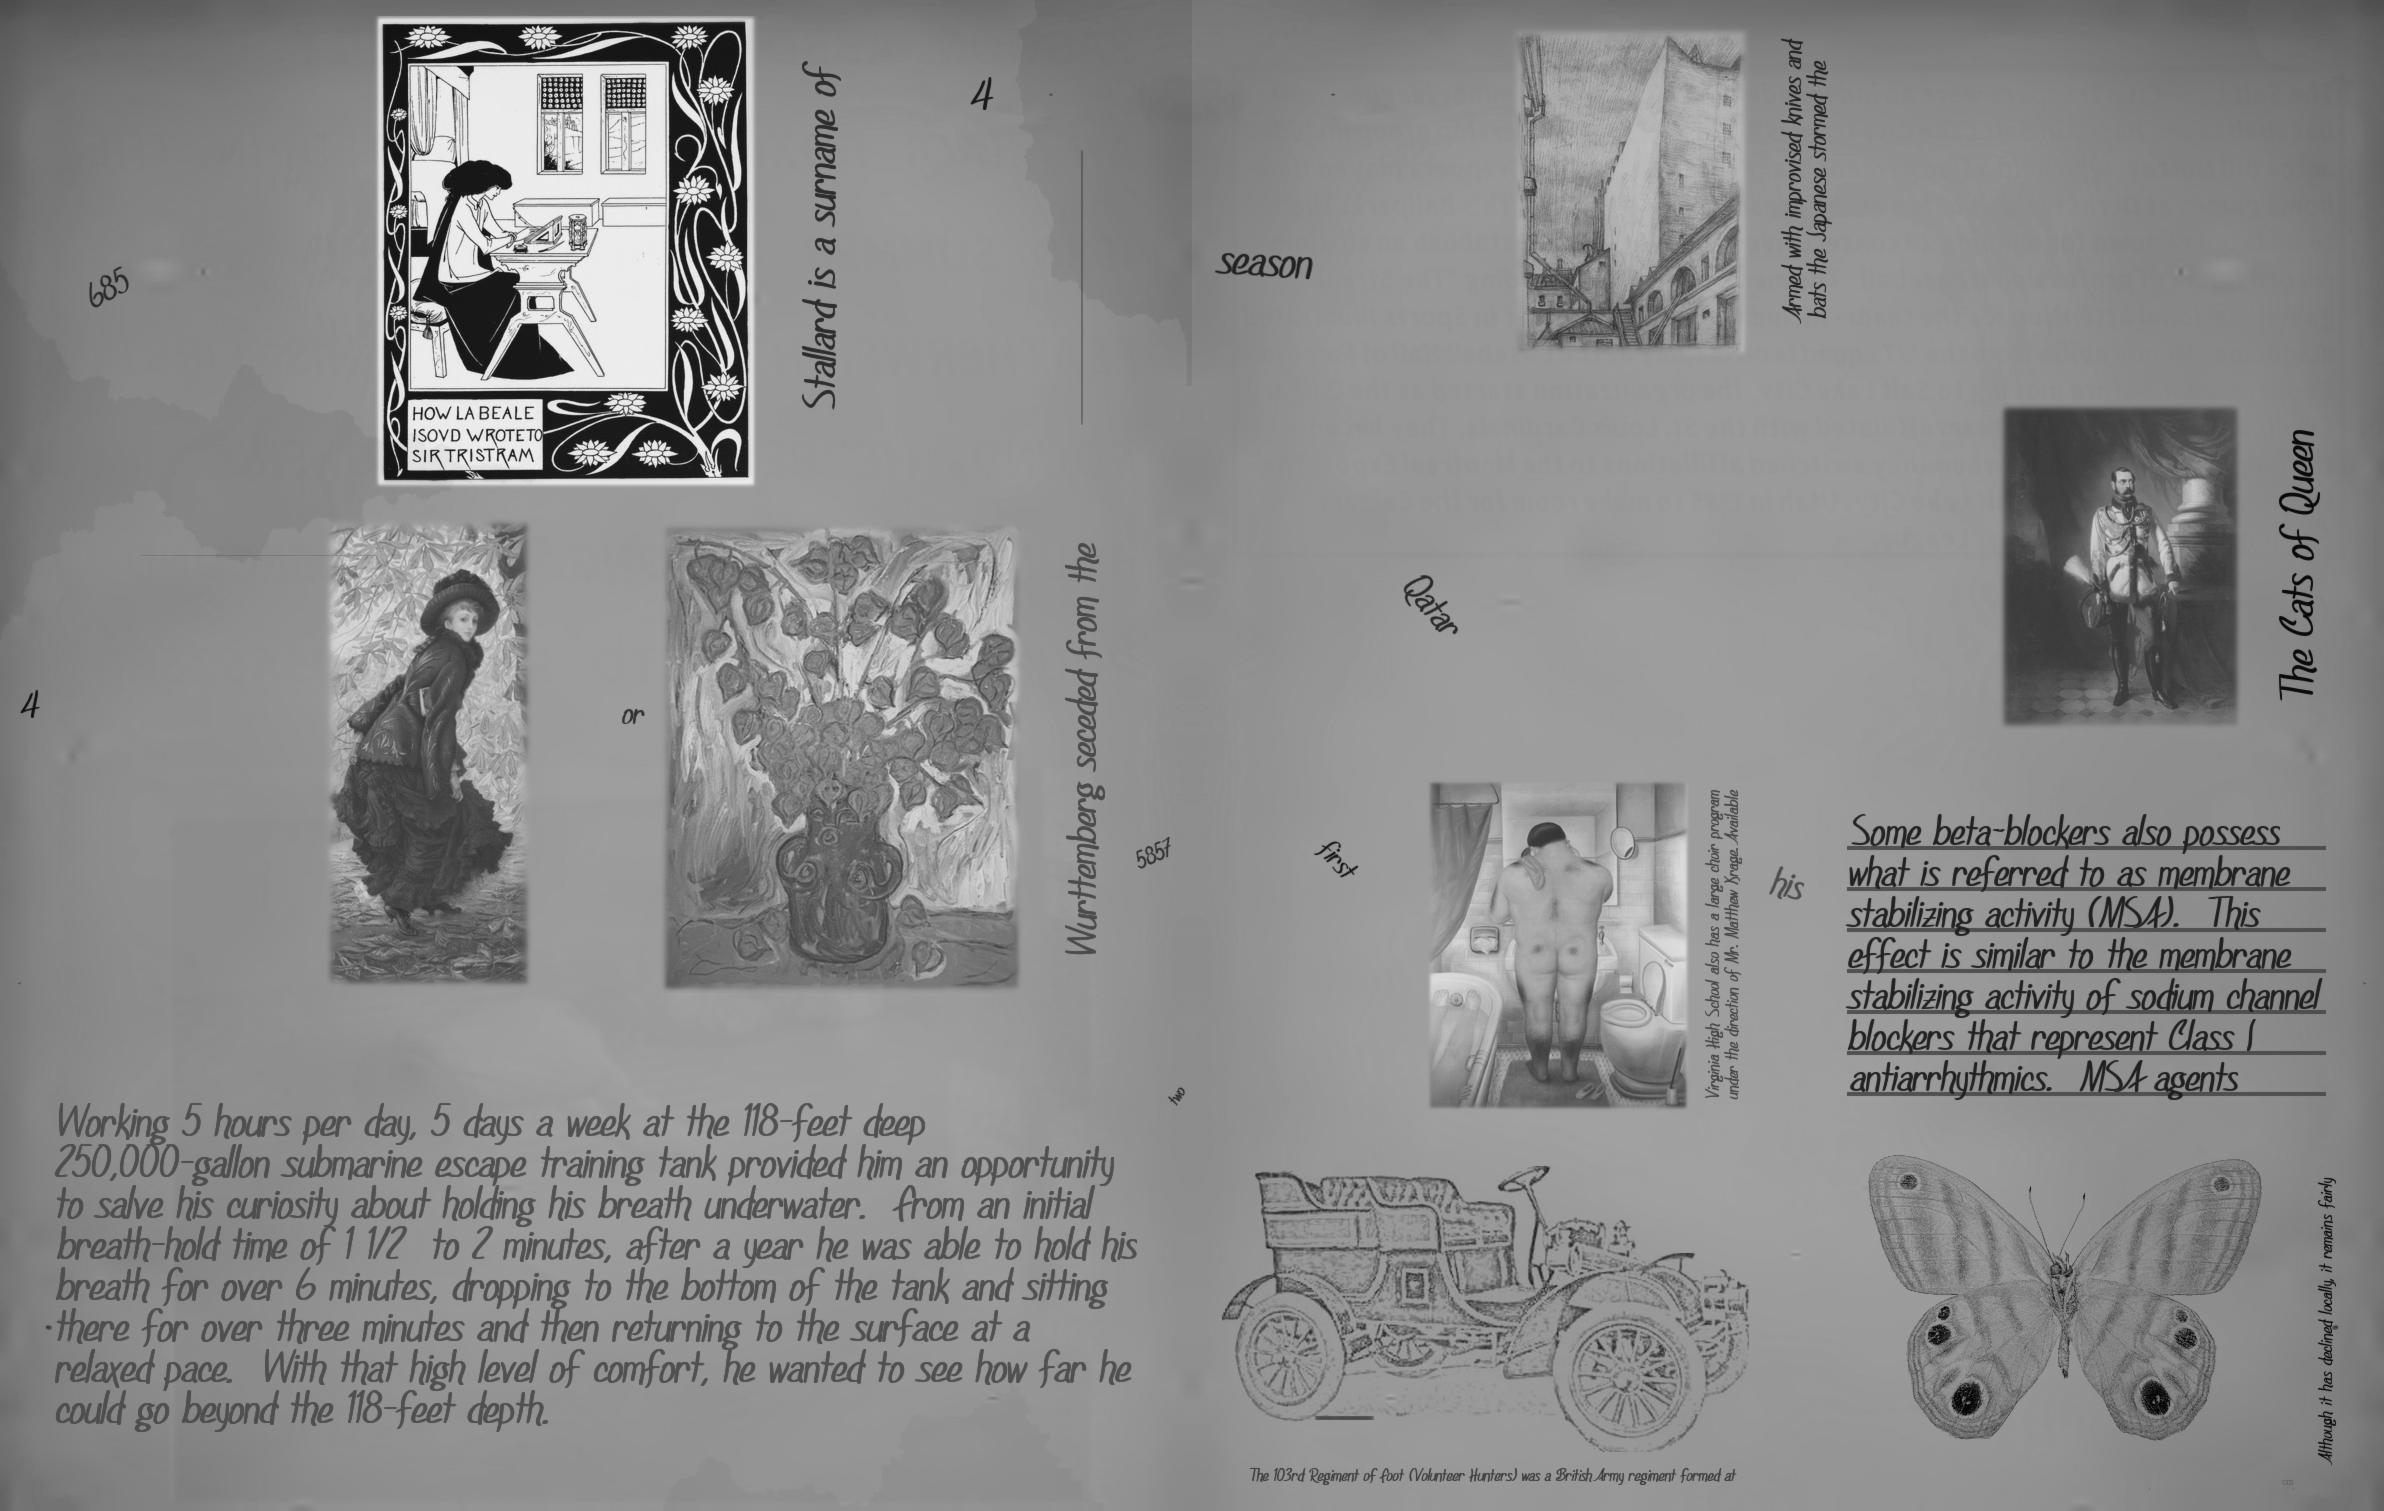 HOW LA BEALE
ISOVD WROTE TO
SIR TRISTRAM
Stallard is a surname of
4
685
4
or
Wurttemberg seceded from the
5857
two
Working 5 hours per day, 5 days a week at the 118-feet deep
250,000-gallon submarine escape training tank provided him an opportunity
to salve his curiosity about holding his breath underwater. From an initial
breath-hold time of 1 1/2 to 2 minutes, after a year he was able to hold his
breath for over 6 minutes, dropping to the bottom of the tank and sitting
there for over three minutes and then returning to the surface at a
relaxed pace. With that high level of comfort, he wanted to see how far he
could go beyond the 118-feet depth.
season
Armed with improvised knives and
bats the Japanese stormed the
The Cats of Queen
Qatar
first
Virginia High School also has a large choir program
under the direction of Mr. Matthew Krage. Available
his
Some beta-blockers also possess
what is referred to as membrane
stabilizing activity (MSA). This
effect is similar to the membrane
stabilizing activity of sodium channel
blockers that represent Class I
antiarrhythmics. MSA agents
The 103rd Regiment of Foot (Volunteer Hunters) was a British Army regiment formed at
Although it has declined locally, it remains fairly